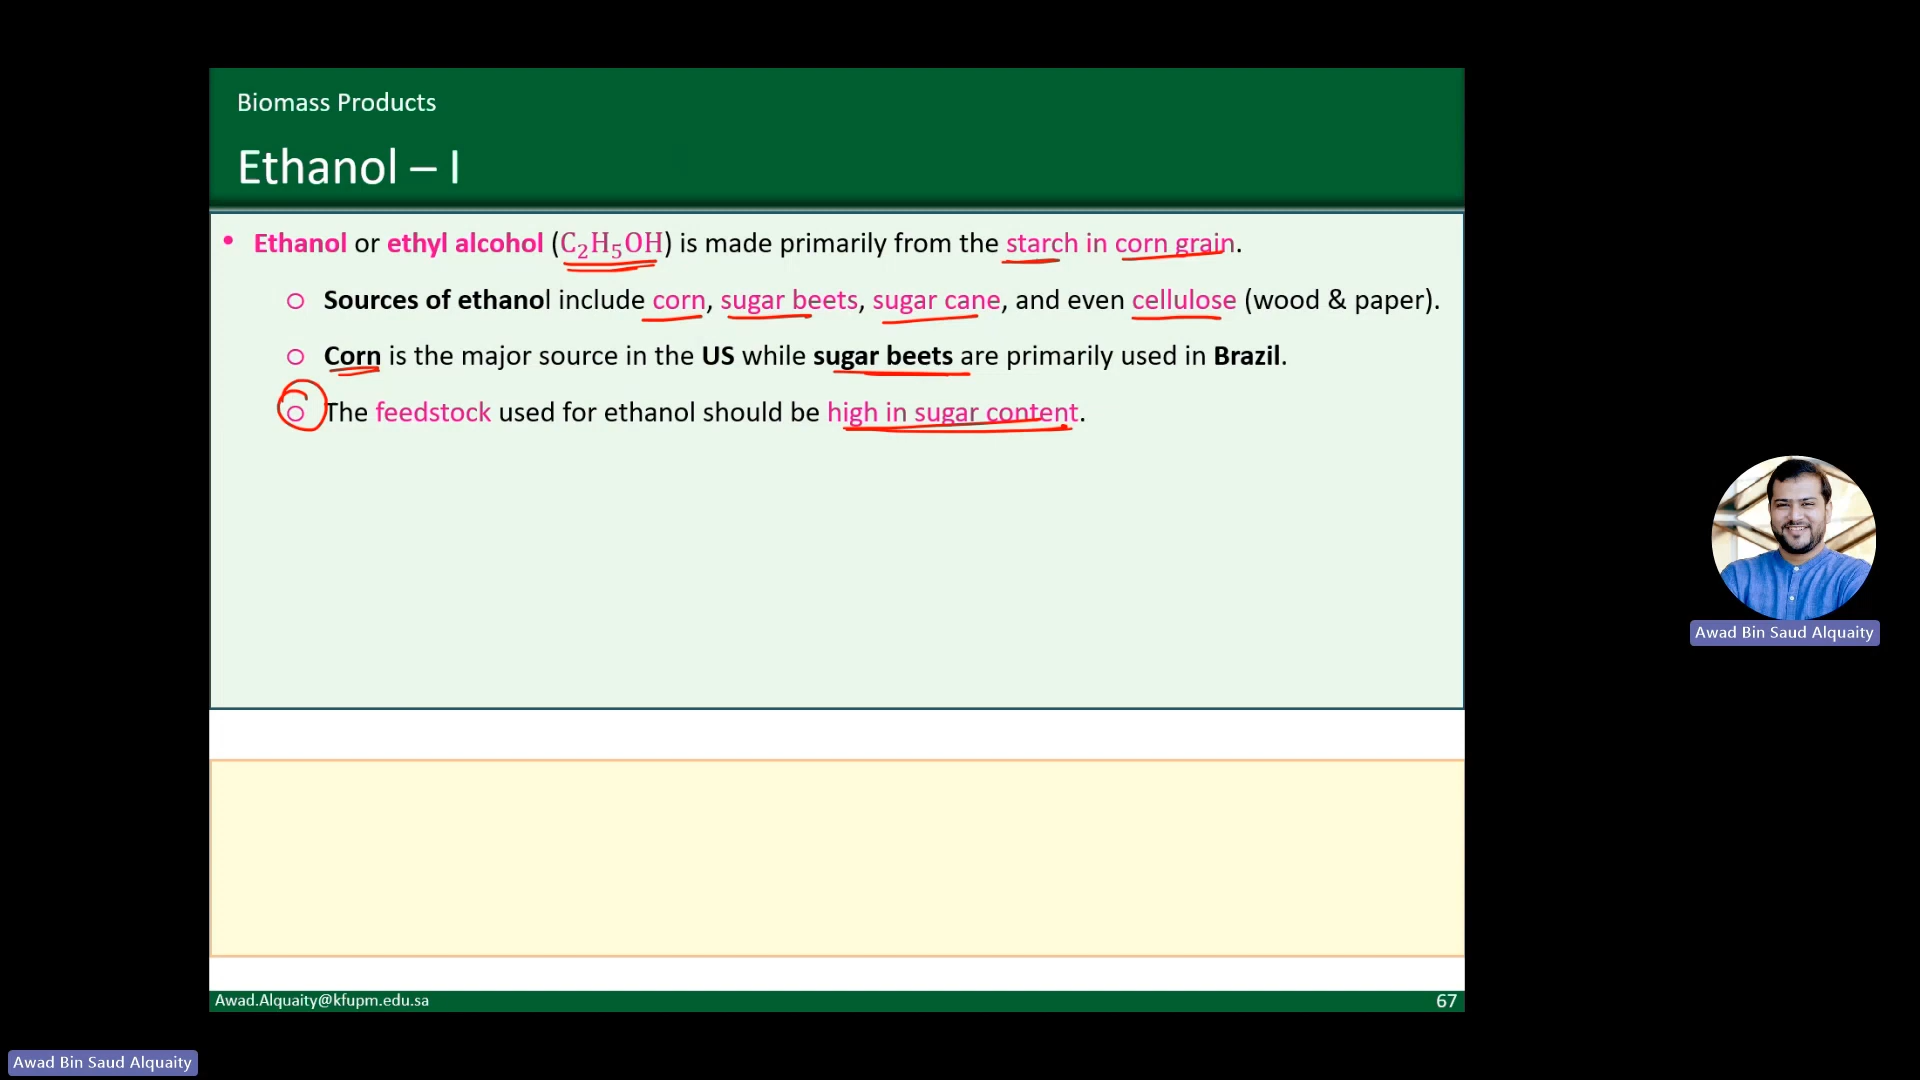 Biomass Products
Ethanol – I
• Ethanol or ethyl alcohol (C₂H₅OH) is made primarily from the starch in corn grain.
○ Sources of ethanol include corn, sugar beets, sugar cane, and even cellulose (wood & paper).
○ Corn is the major source in the US while sugar beets are primarily used in Brazil.
○ The feedstock used for ethanol should be high in sugar content.
Awad Bin Saud Alquaity
Awad.Alquaity@kfupm.edu.sa
67
Awad Bin Saud Alquaity